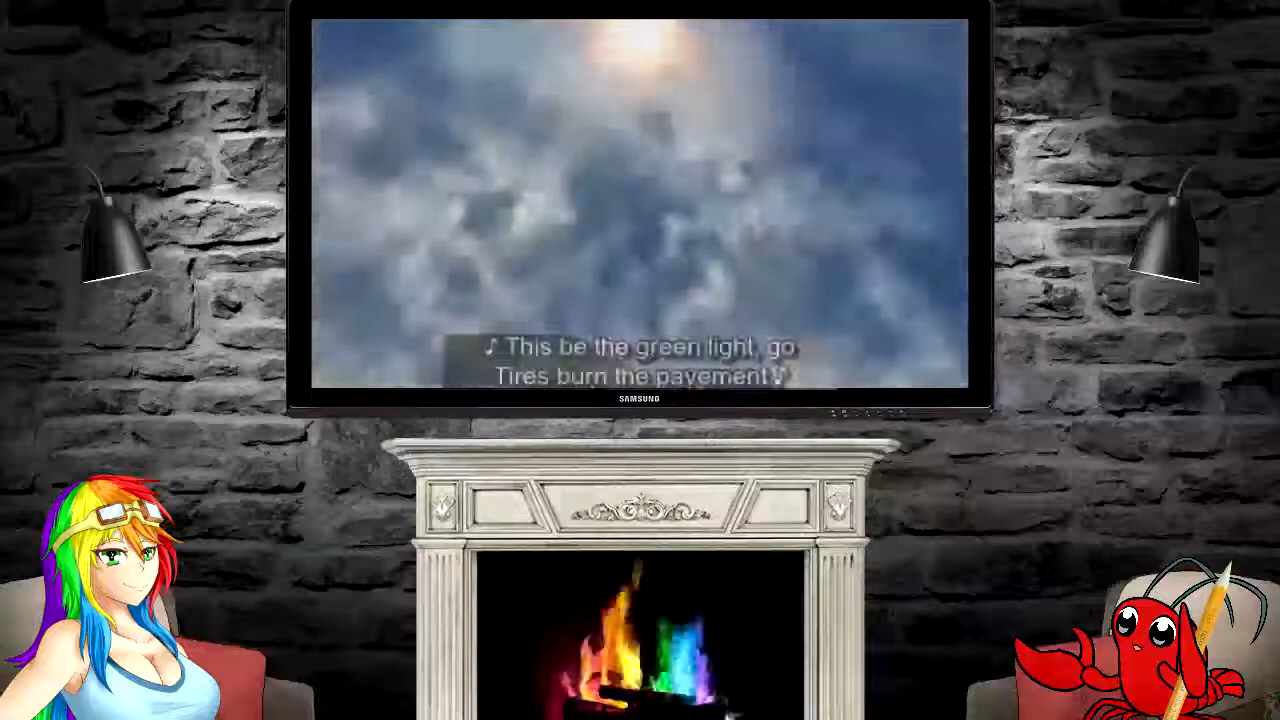 ♪ This be the green light, go
Tires burn the pavement♪
SAMSUNG